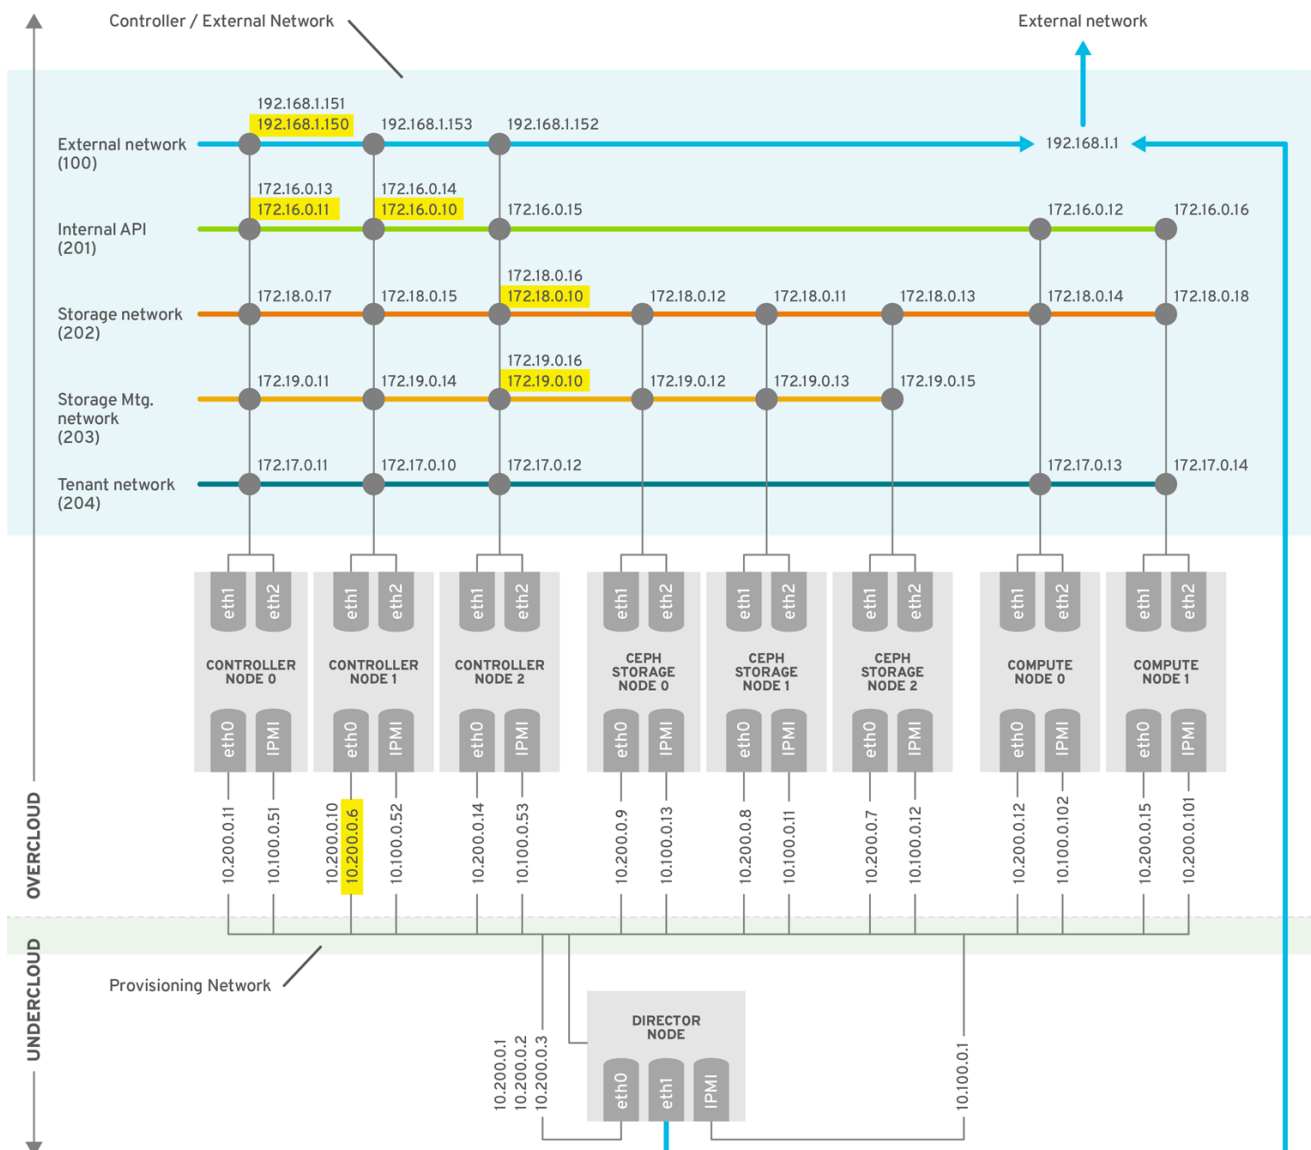 Controller / External Network
External network
192.168.1.151
192.168.1.150
192.168.1.153
192.168.1.152
External network
(100)
192.168.1.1
172.16.0.13
172.16.0.11
172.16.0.14
172.16.0.10
172.16.0.15
172.16.0.12
172.16.0.16
Internal API
(201)
172.18.0.16
172.18.0.17
172.18.0.15
172.18.0.10
172.18.0.12
172.18.0.11
172.18.0.13
172.18.0.14
172.18.0.18
Storage network
(202)
172.19.0.16
172.19.0.11
172.19.0.14
172.19.0.10
172.19.0.12
172.19.0.13
172.19.0.15
Storage Mtg.
network
(203)
172.17.0.11
172.17.0.10
172.17.0.12
172.17.0.13
172.17.0.14
Tenant network
(204)
eth1
eth2
eth1
eth2
eth1
eth2
eth1
eth2
eth1
eth2
eth1
eth2
eth1
eth2
eth1
eth2
CONTROLLER
NODE 0
CONTROLLER
NODE 1
CONTROLLER
NODE 2
CEPH
STORAGE
NODE 0
CEPH
STORAGE
NODE 1
CEPH
STORAGE
NODE 2
COMPUTE
NODE 0
COMPUTE
NODE 1
eth0
IPMI
eth0
IPMI
eth0
IPMI
eth0
IPMI
eth0
IPMI
eth0
IPMI
eth0
IPMI
eth0
IPMI
10.200.0.11
10.100.0.51
10.200.0.10
10.200.0.6
10.100.0.52
10.200.0.14
10.100.0.53
10.200.0.9
10.100.0.13
10.200.0.8
10.100.0.11
10.200.0.7
10.100.0.12
10.200.0.12
10.100.0.102
10.200.0.15
10.200.0.101
OVERCLOUD
UNDERCLOUD
Provisioning Network
DIRECTOR
NODE
10.200.0.1
10.200.0.2
10.200.0.3
eth0
eth1
IPMI
10.100.0.1